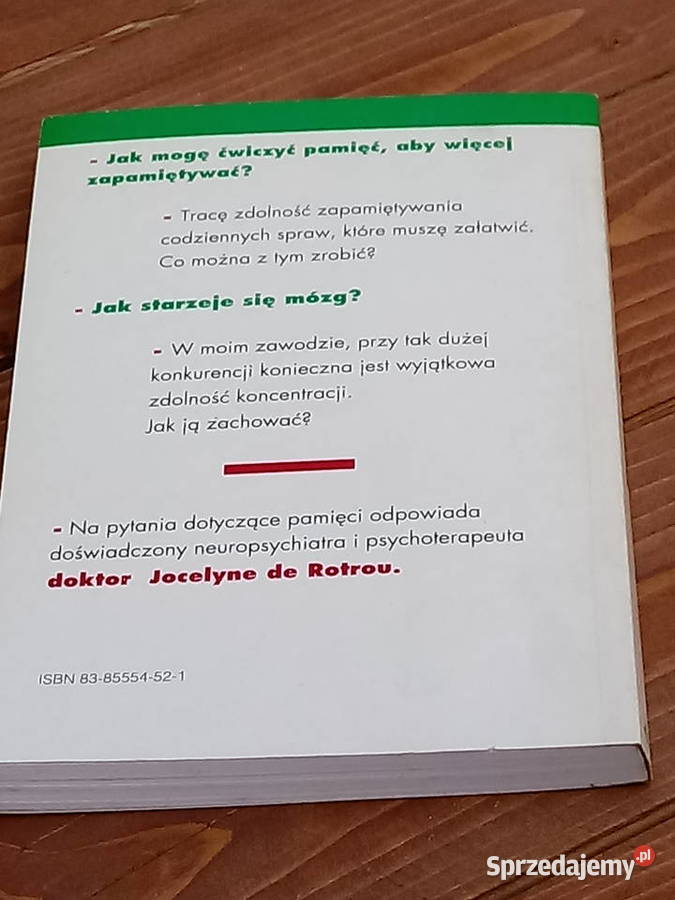 - Jak mogę ćwiczyć pamięć, aby więcej
zapamiętywać?
- Tracę zdolność zapamiętywania
codziennych spraw, które muszę załatwić.
Co można z tym zrobić?
- Jak starzeje się mózg?
- W moim zawodzie, przy tak dużej
konkurencji konieczna jest wyjątkowa
zdolność koncentracji.
Jak ją zachować?
- Na pytania dotyczące pamięci odpowiada
doświadczony neuropsychiatra i psychoterapeuta
doktor Jocelyne de Rotrou.
ISBN 83-85554-52-1
Sprzedajemy.pl